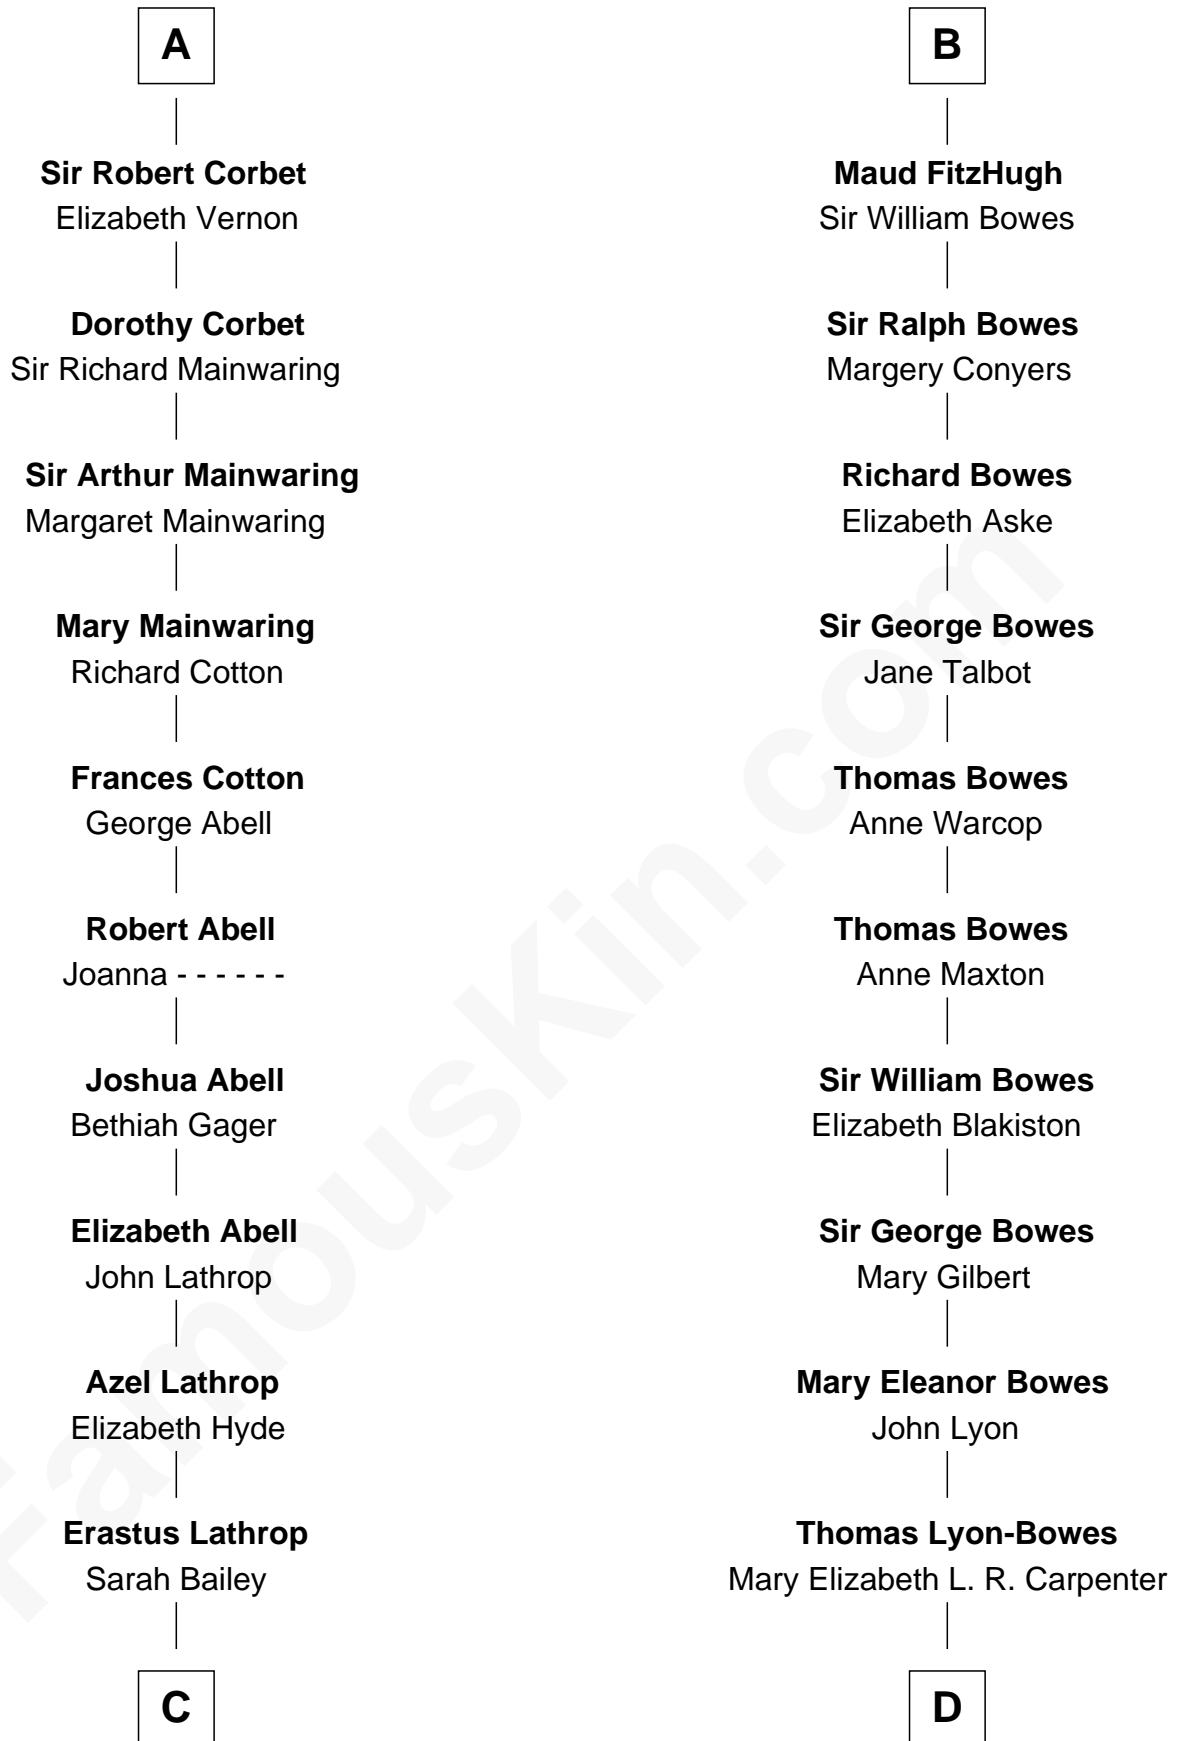 A
Sir Robert Corbet
Elizabeth Vernon
Dorothy Corbet
Sir Richard Mainwaring
Sir Arthur Mainwaring
Margaret Mainwaring
Mary Mainwaring
Richard Cotton
Frances Cotton
George Abell
Robert Abell
Joanna - - - - - -
Joshua Abell
Bethiah Gager
Elizabeth Abell
John Lathrop
Azel Lathrop
Elizabeth Hyde
Erastus Lathrop
Sarah Bailey
C
B
Maud FitzHugh
Sir William Bowes
Sir Ralph Bowes
Margery Conyers
Richard Bowes
Elizabeth Aske
Sir George Bowes
Jane Talbot
Thomas Bowes
Anne Warcop
Thomas Bowes
Anne Maxton
Sir William Bowes
Elizabeth Blakiston
Sir George Bowes
Mary Gilbert
Mary Eleanor Bowes
John Lyon
Thomas Lyon-Bowes
Mary Elizabeth L. R. Carpenter
D
FamousKin.com